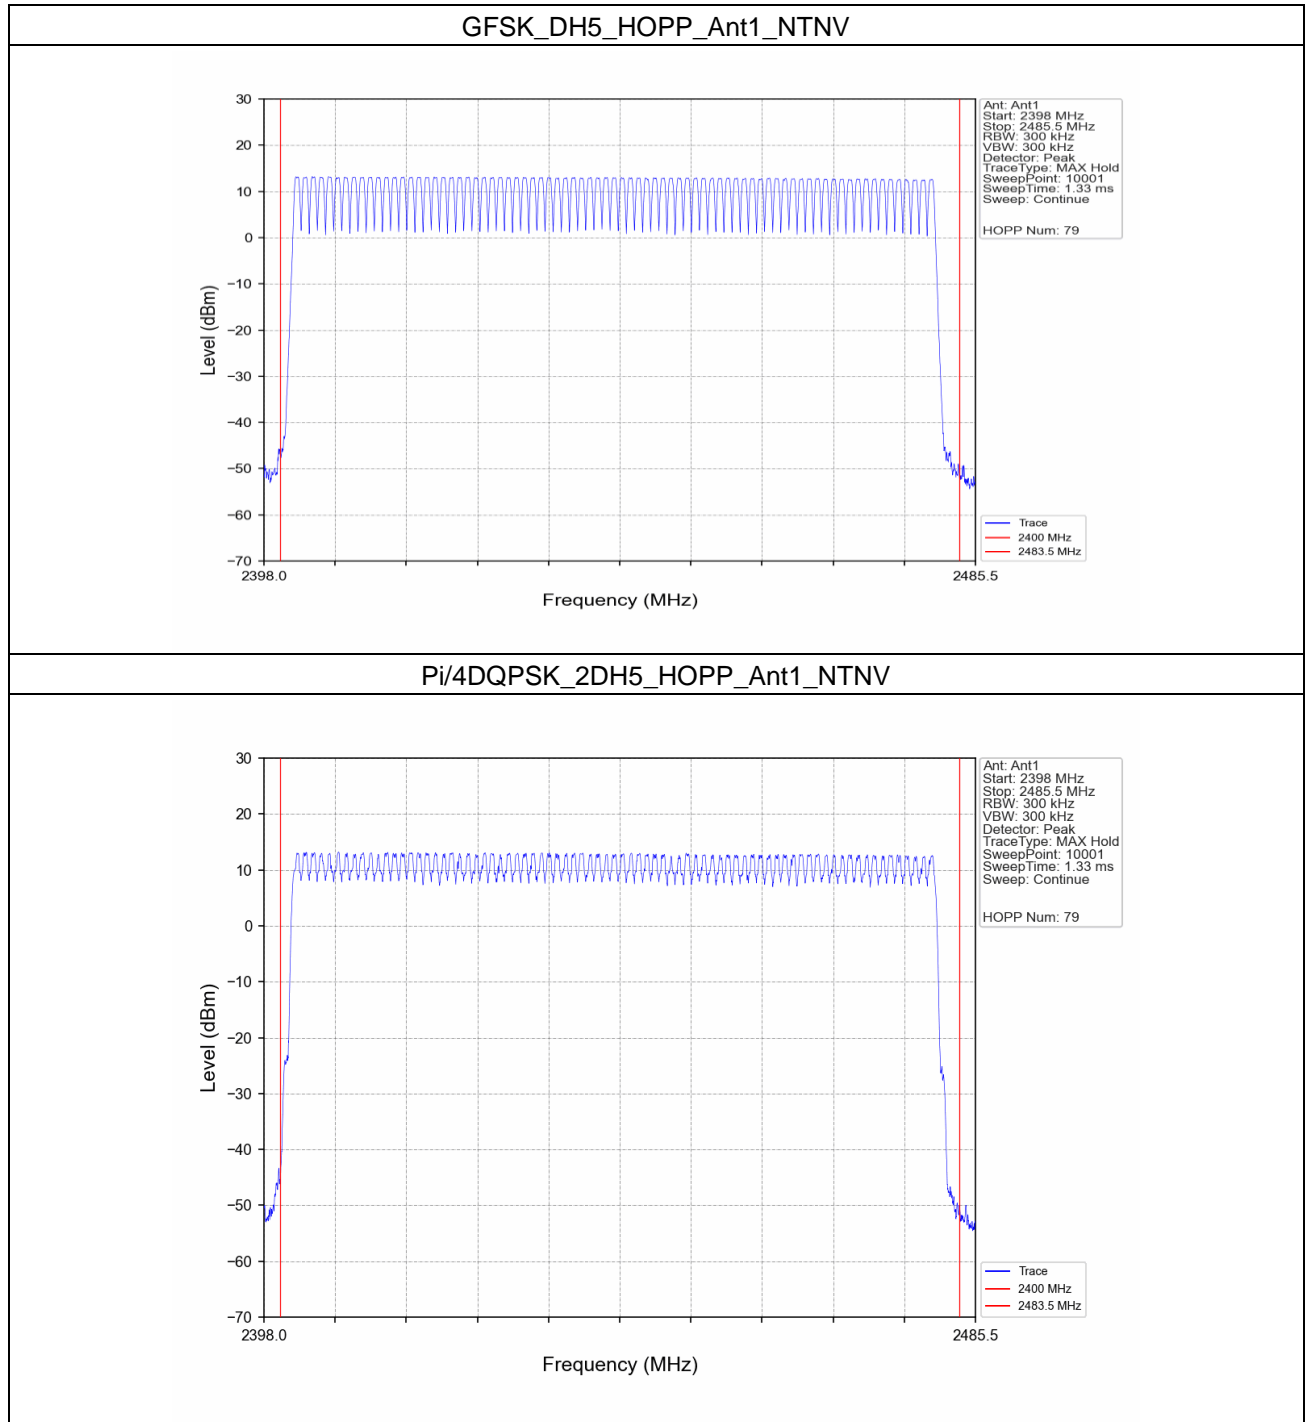 GFSK_DH5_HOPP_Ant1_NTNV
30
20
10
0
−10
−20
−30
−40
−50
−60
−70
Level (dBm)
2398.0
2485.5
Frequency (MHz)
Ant: Ant1
Start: 2398 MHz
Stop: 2485.5 MHz
RBW: 300 kHz
VBW: 300 kHz
Detector: Peak
TraceType: MAX Hold
SweepPoint: 10001
SweepTime: 1.33 ms
Sweep: Continue
HOPP Num: 79
Trace
2400 MHz
2483.5 MHz
Pi/4DQPSK_2DH5_HOPP_Ant1_NTNV
30
20
10
0
−10
−20
−30
−40
−50
−60
−70
Level (dBm)
2398.0
2485.5
Frequency (MHz)
Ant: Ant1
Start: 2398 MHz
Stop: 2485.5 MHz
RBW: 300 kHz
VBW: 300 kHz
Detector: Peak
TraceType: MAX Hold
SweepPoint: 10001
SweepTime: 1.33 ms
Sweep: Continue
HOPP Num: 79
Trace
2400 MHz
2483.5 MHz